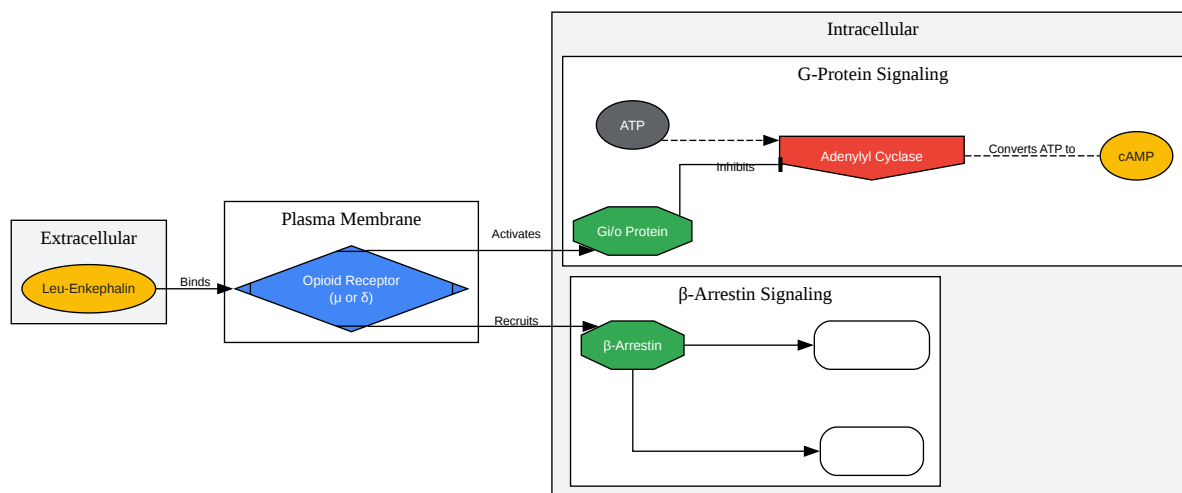 Intracellular
G-Protein Signaling
ATP
Adenylyl Cyclase
Converts ATP to
cAMP
Inhibits
Plasma Membrane
Extracellular
Activates
Gi/o Protein
Leu-Enkephalin
Binds
Opioid Receptor
(μ or δ)
β-Arrestin Signaling
Recruits
β-Arrestin